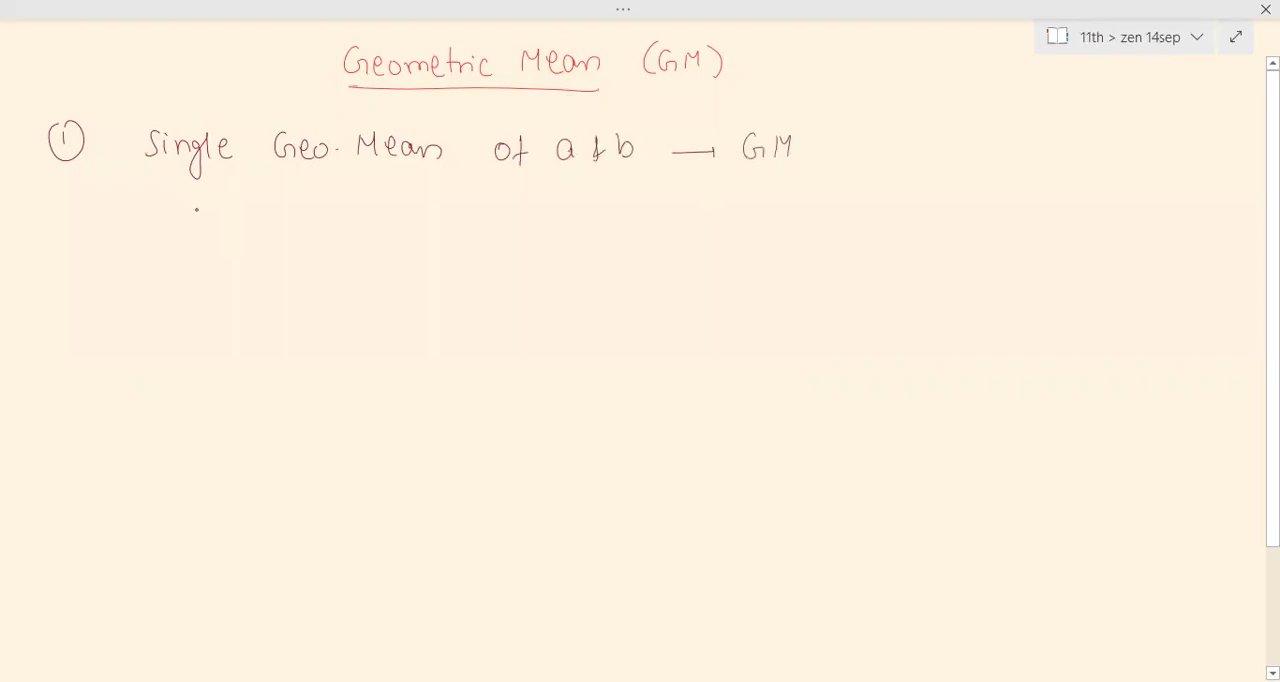 11th > zen 14sep
Geometric Mean (GM)
① Single Geo. Mean of a & b → GM